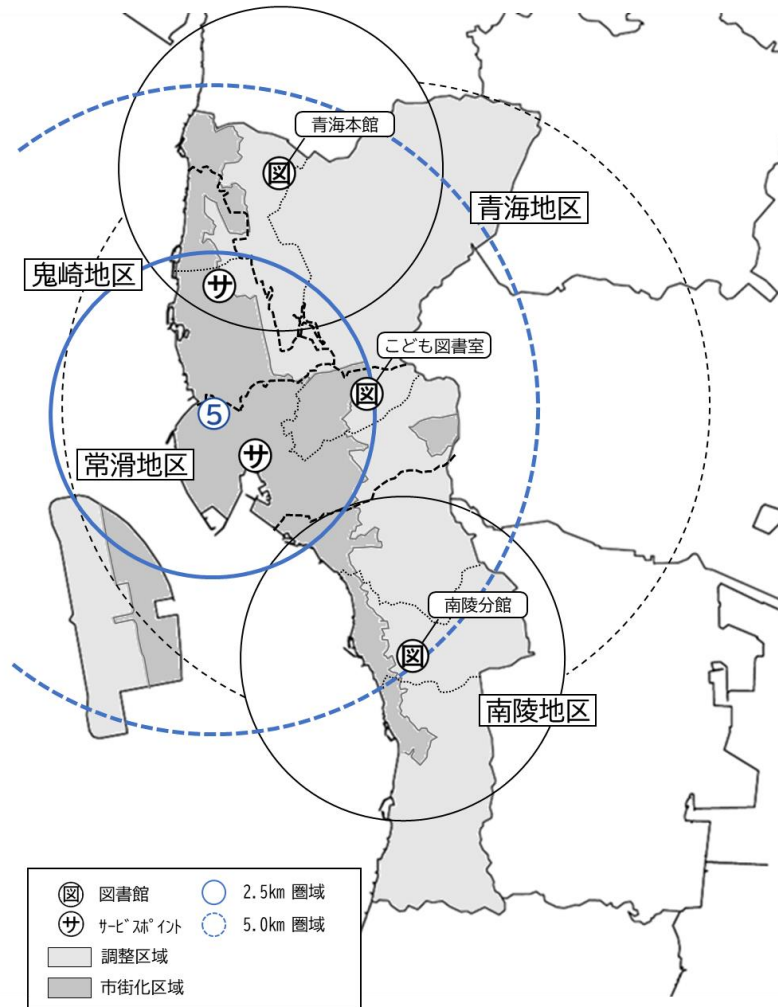 青海本館
図
青海地区
鬼崎地区
サ
こども図書室
図
5
サ
常滑地区
南陵分館
図
南陵地区
図 図書館 2.5km 圏域
サ サービスポイント 5.0km 圏域
調整区域
市街化区域